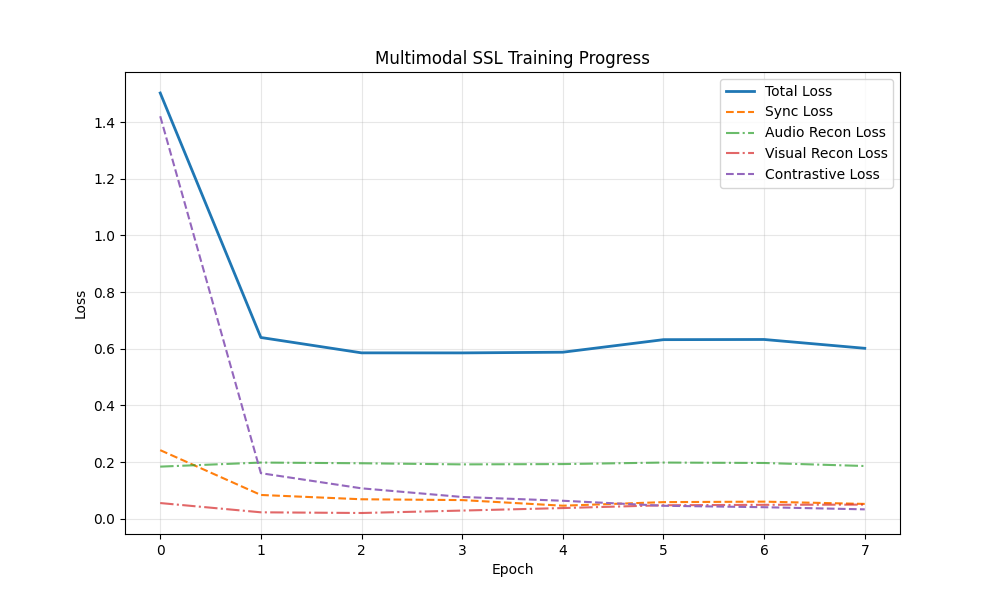 Multimodal SSL Training Progress
Total Loss
Sync Loss
Audio Recon Loss
Visual Recon Loss
Contrastive Loss
Loss
1.4
1.2
1.0
0.8
0.6
0.4
0.2
0.0
0 1 2 3 4 5 6 7
Epoch